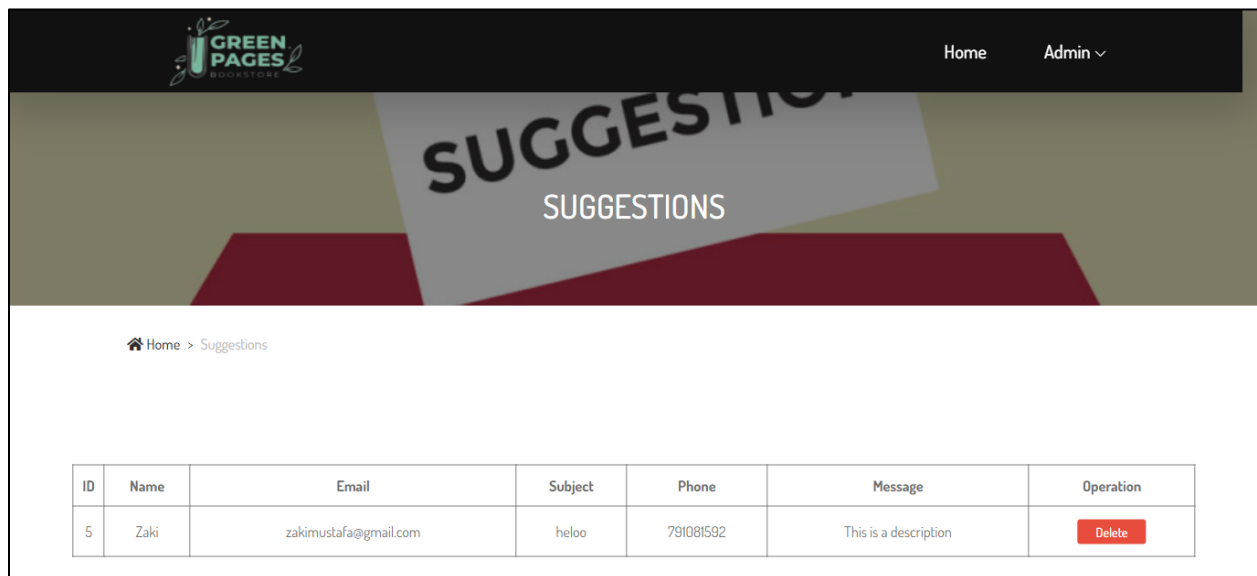 GREEN
PAGES
BOOKSTORE
Home Admin
SUGGESTION
SUGGESTIONS
Home > Suggestions
ID Name Email Subject Phone Message Operation
5 Zaki zakimustafa@gmail.com heloo 791081592 This is a description Delete